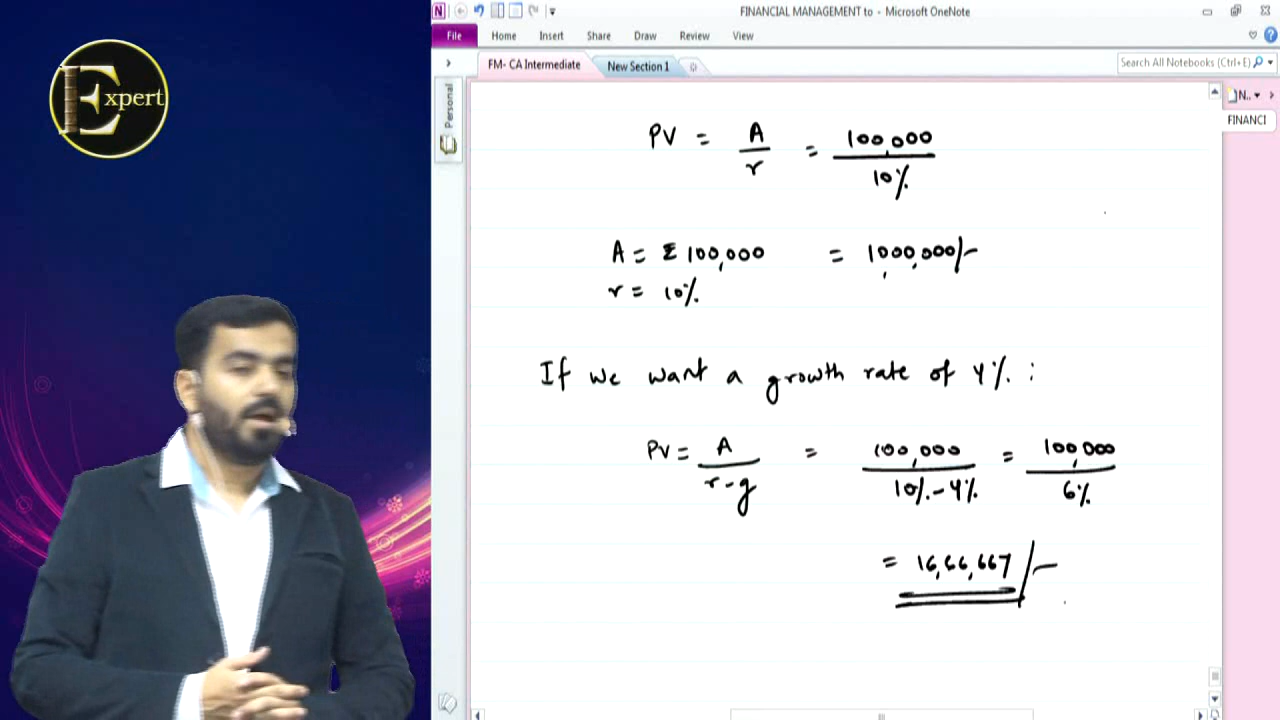 Expert
FINANCIAL MANAGEMENT to - Microsoft OneNote
File Home Insert Share Draw Review View
FM- CA Intermediate New Section 1
Search All Notebooks (Ctrl+E)
N..
Personal
FINANCI
PV = A/r = 100,000/10%
A = Σ 100,000 = 1000,000/-
r = 10%
If we want a growth rate of 4%. :
PV = A/r-g = 100,000/10%-4% = 100,000/6%
= 16,66,667/-